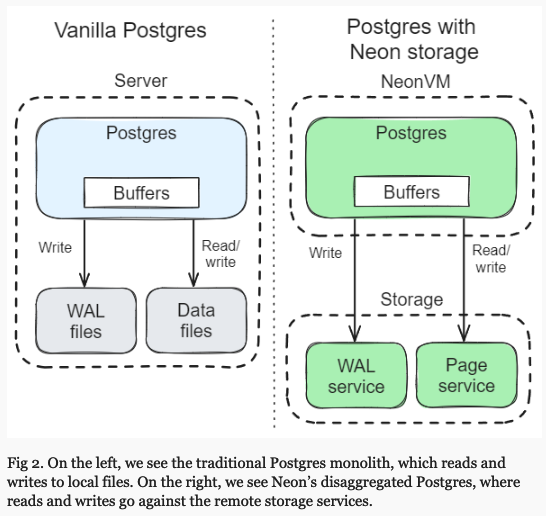 Vanilla Postgres
Server
Postgres
Buffers
Write
Read/
write
WAL
files
Data
files
Postgres with
Neon storage
NeonVM
Postgres
Buffers
Write
Read/
write
Storage
WAL
service
Page
service
Fig 2. On the left, we see the traditional Postgres monolith, which reads and
writes to local files. On the right, we see Neon’s disaggregated Postgres, where
reads and writes go against the remote storage services.